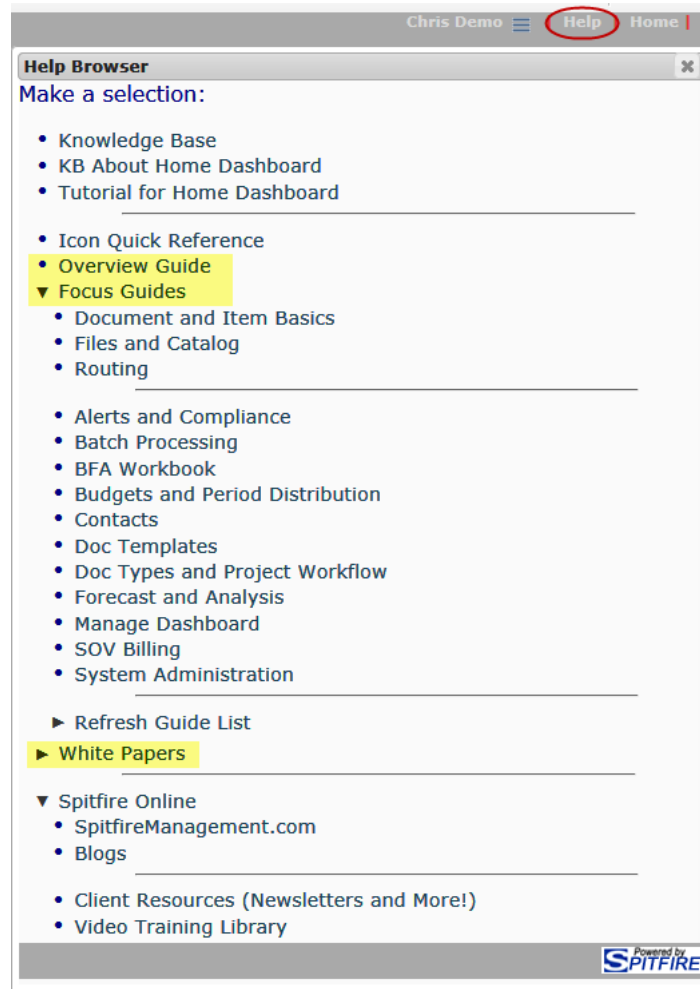 Chris Demo Help Home
Help Browser
Make a selection:
Knowledge Base
KB About Home Dashboard
Tutorial for Home Dashboard
Icon Quick Reference
Overview Guide
Focus Guides
Document and Item Basics
Files and Catalog
Routing
Alerts and Compliance
Batch Processing
BFA Workbook
Budgets and Period Distribution
Contacts
Doc Templates
Doc Types and Project Workflow
Forecast and Analysis
Manage Dashboard
SOV Billing
System Administration
Refresh Guide List
White Papers
Spitfire Online
SpitfireManagement.com
Blogs
Client Resources (Newsletters and More!)
Video Training Library
Powered by
SPITFIRE